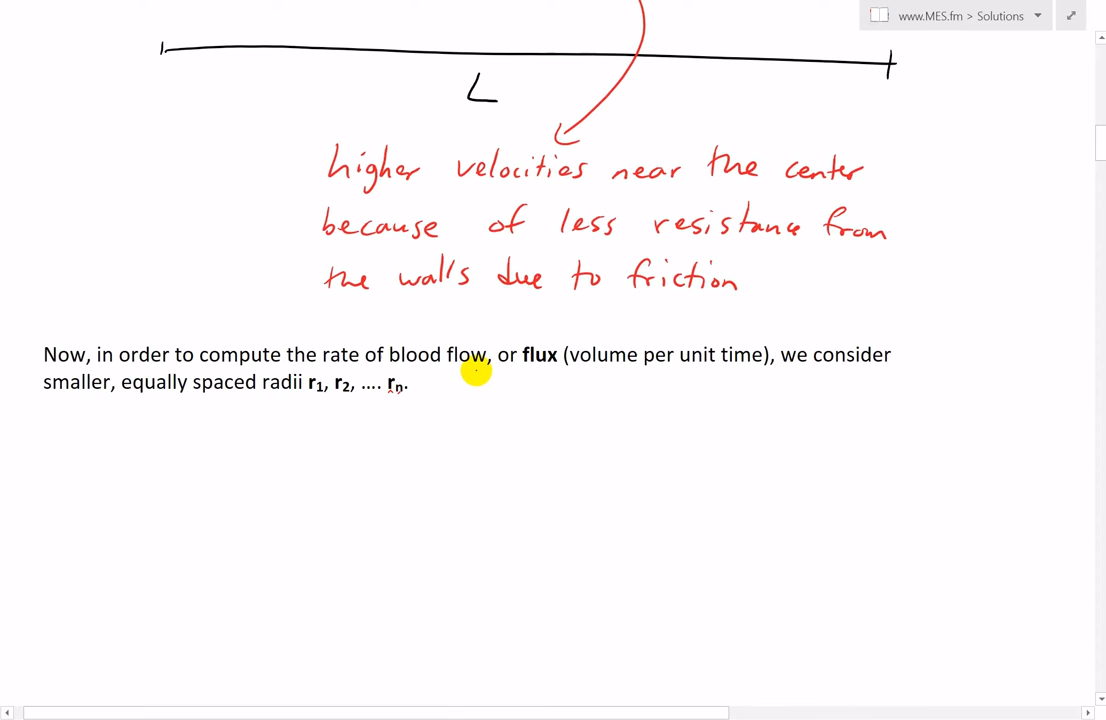 www.MES.fm > Solutions
L
higher velocities near the center
because of less resistance from
the walls due to friction
Now, in order to compute the rate of blood flow, or flux (volume per unit time), we consider
smaller, equally spaced radii r₁, r₂, .... rₙ.